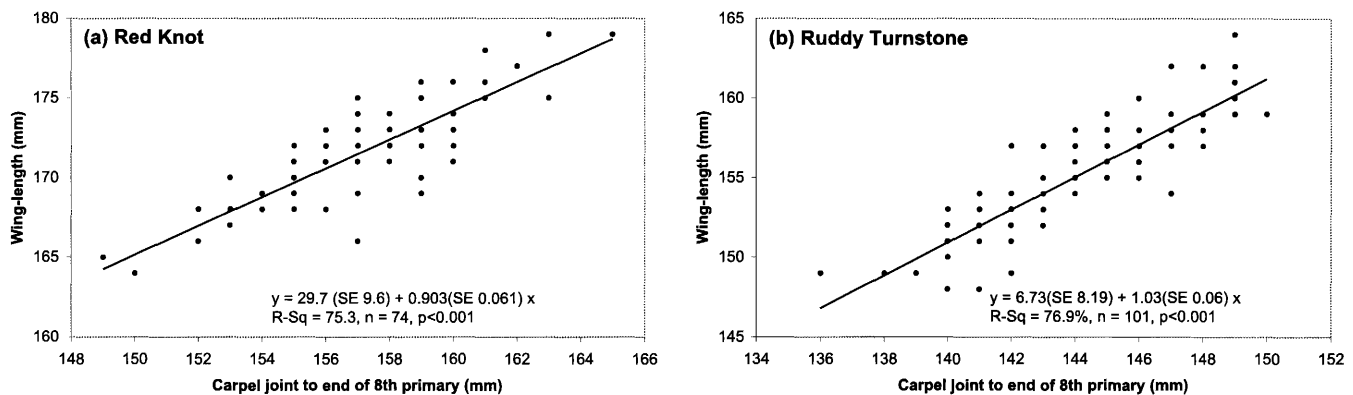 (a) Red Knot
180
175
170
165
160
Wing-length (mm)
y = 29.7 (SE 9.6) + 0.903(SE 0.061) x
R-Sq = 75.3, n = 74, p<0.001
148 150 152 154 156 158 160 162 164 166
Carpel joint to end of 8th primary (mm)
(b) Ruddy Turnstone
165
160
155
150
145
Wing-length (mm)
y = 6.73(SE 8.19) + 1.03(SE 0.06) x
R-Sq = 76.9%, n = 101, p<0.001
134 136 138 140 142 144 146 148 150 152
Carpel joint to end of 8th primary (mm)